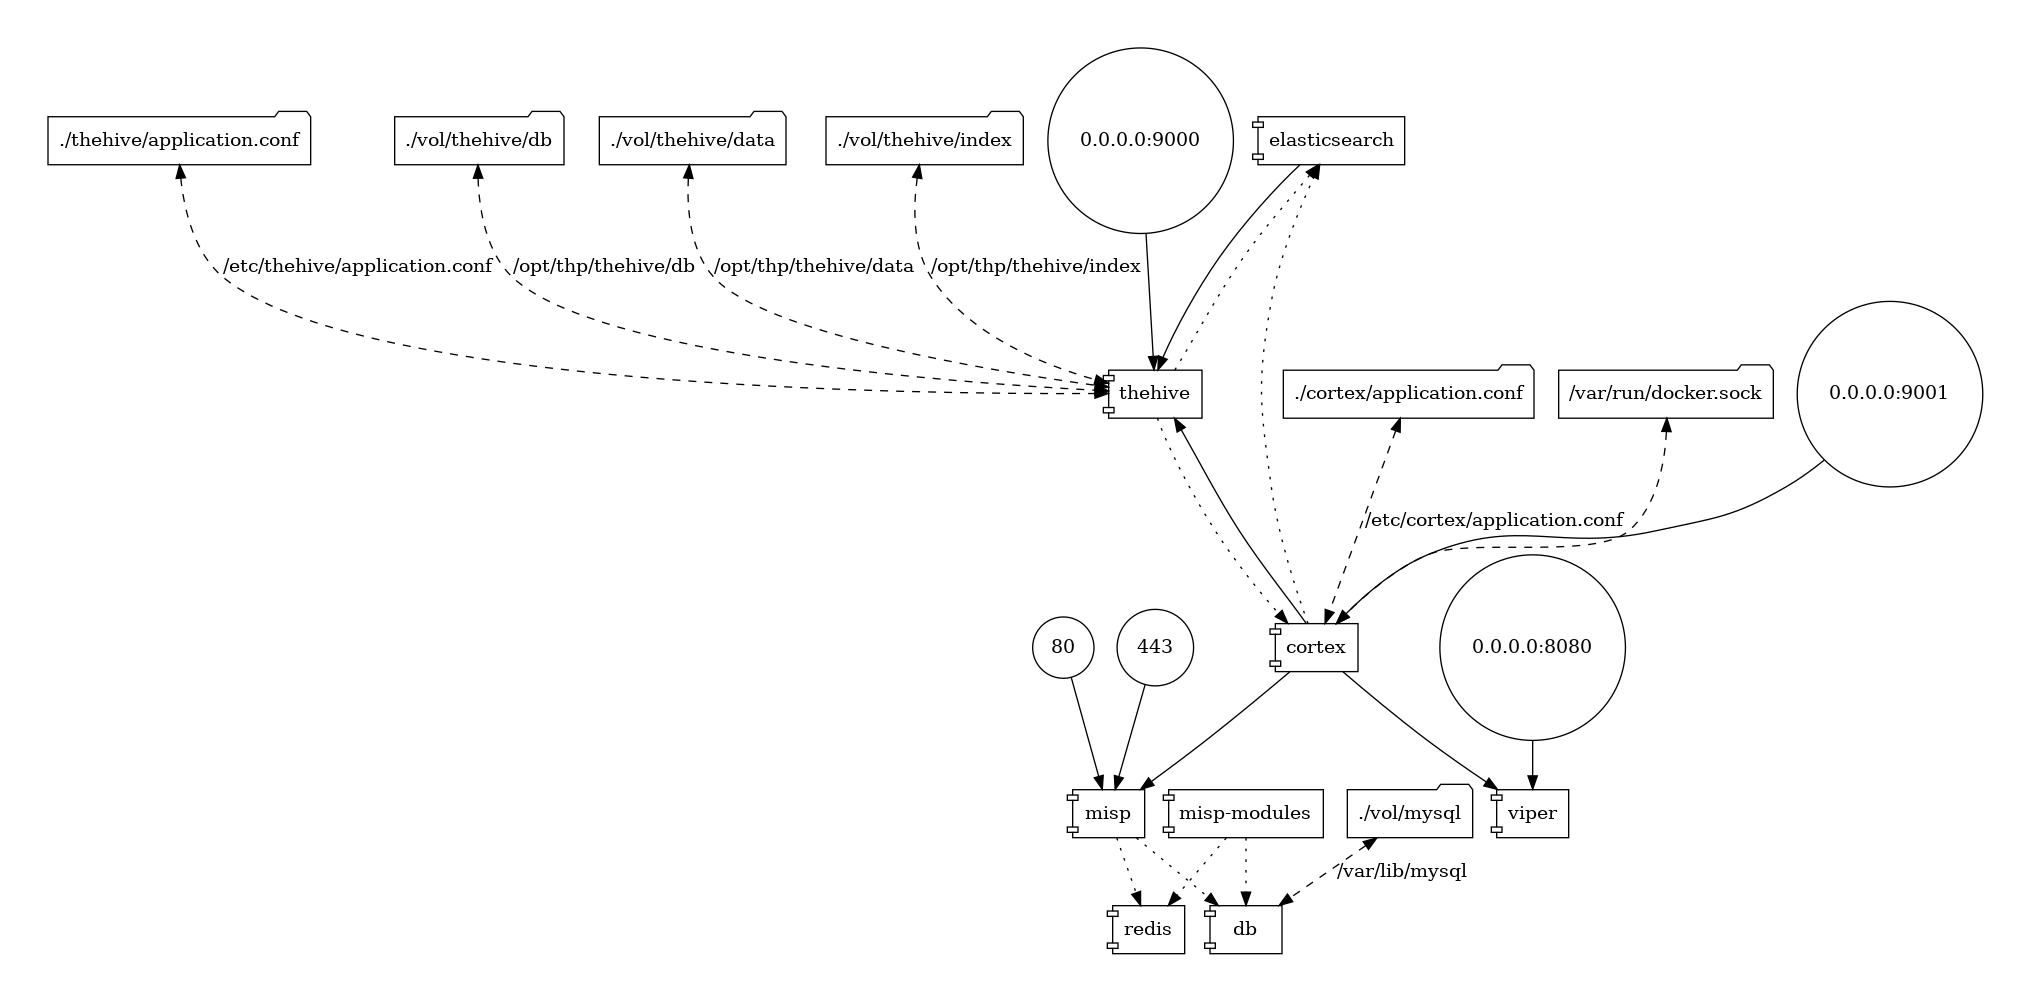 ./thehive/application.conf
./vol/thehive/db
./vol/thehive/data
./vol/thehive/index
0.0.0.0:9000
elasticsearch
/etc/thehive/application.conf
/opt/thp/thehive/db
/opt/thp/thehive/data
/opt/thp/thehive/index
thehive
./cortex/application.conf
/var/run/docker.sock
0.0.0.0:9001
/etc/cortex/application.conf
80
443
cortex
0.0.0.0:8080
misp
misp-modules
./vol/mysql
viper
/var/lib/mysql
redis
db